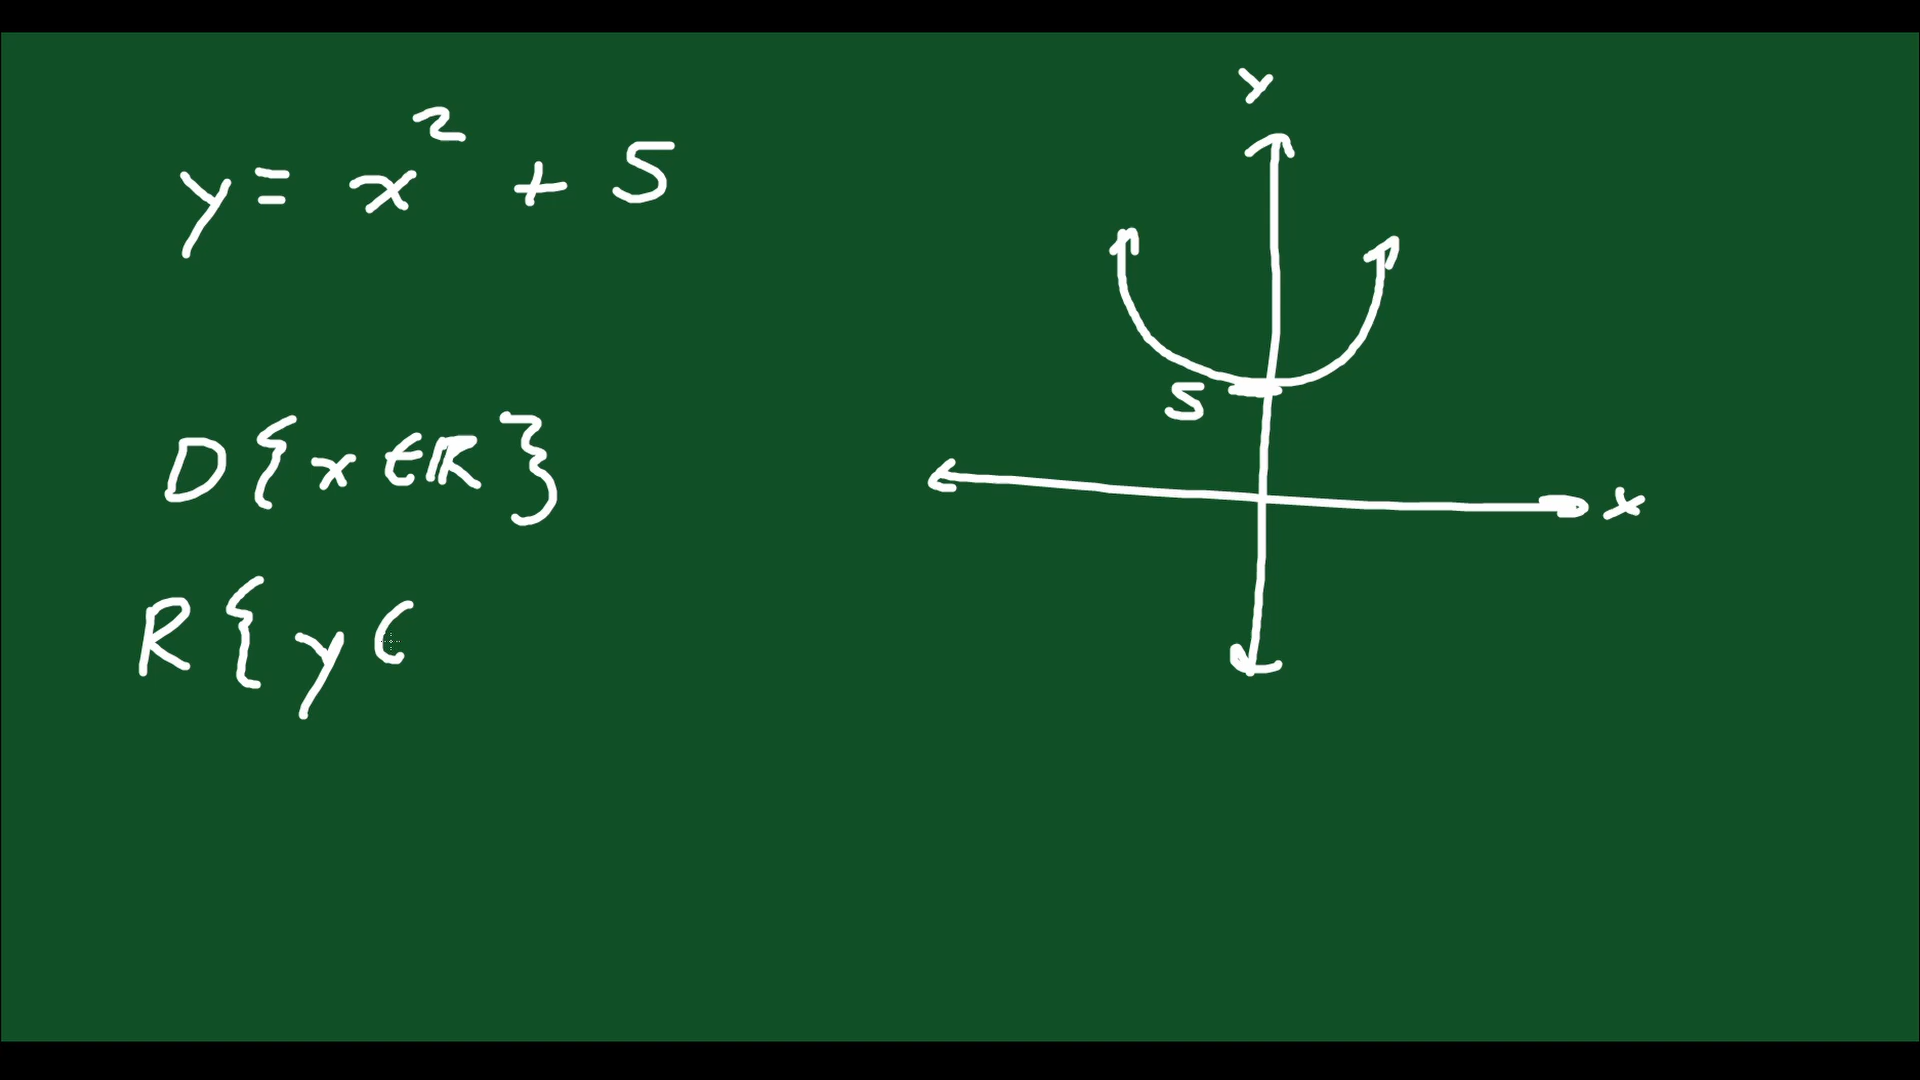 y = x² + 5
D{x∈ℝ}
R{y (
y
5
x